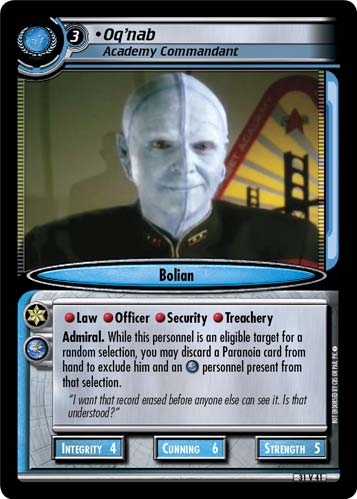 3
•Oq'nab
Academy Commandant
Bolian
Law Officer Security Treachery
Admiral. While this personnel is an eligible target for a
random selection, you may discard a Paranoia card from
hand to exclude him and an personnel present from
that selection.
"I want that record erased before anyone else can see it. Is that
understood?"
INTEGRITY 4 CUNNING 6 STRENGTH 5
31 V 41